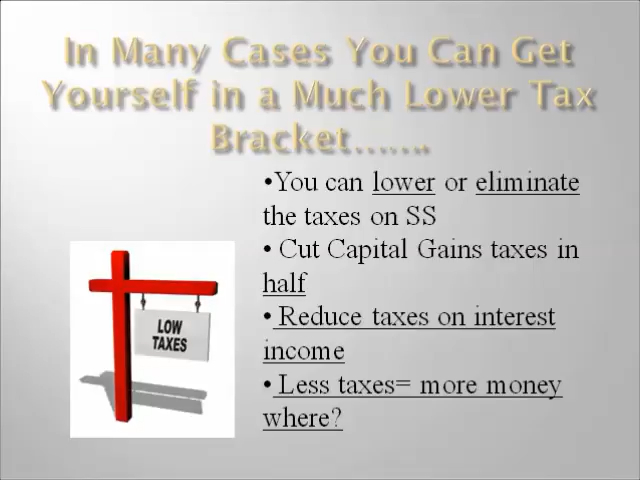 In Many Cases You Can Get
Yourself in a Much Lower Tax
Bracket…….
•You can lower or eliminate
the taxes on SS
• Cut Capital Gains taxes in
half
• Reduce taxes on interest
income
• Less taxes= more money
where?
LOW
TAXES